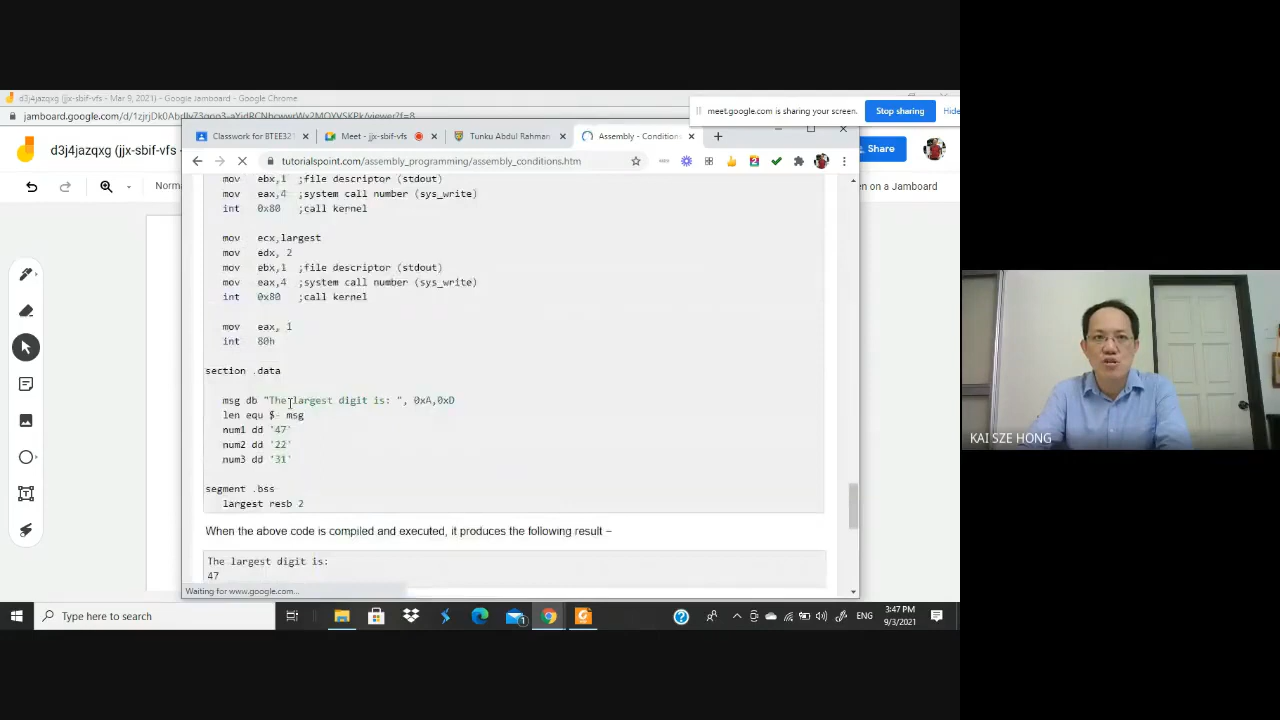 d3j4jazqxg (jjx-sbif-vfs - Mar 9, 2021) - Google Jamboard - Google Chrome
meet.google.com is sharing your screen.
Stop sharing
Hide
Classwork for BTEE321
Meet - jjx-sbif-vfs
Tunku Abdul Rahman
Assembly - Condition
d3j4jazqxg (jjx-sbif-vfs -
tutorialspoint.com/assembly_programming/assembly_conditions.htm
Share
Norma
en on a Jamboard
mov ebx,1 ;file descriptor (stdout)
mov eax,4 ;system call number (sys_write)
int 0x80 ;call kernel
mov ecx,largest
mov edx, 2
mov ebx,1 ;file descriptor (stdout)
mov eax,4 ;system call number (sys_write)
int 0x80 ;call kernel
mov eax, 1
int 80h
section .data
msg db "The largest digit is: ", 0xA,0xD
len equ $- msg
num1 dd '47'
num2 dd '22'
num3 dd '31'
segment .bss
largest resb 2
When the above code is compiled and executed, it produces the following result −
The largest digit is:
47
Waiting for www.google.com...
KAI SZE HONG
Type here to search
1
ENG
3:47 PM
9/3/2021